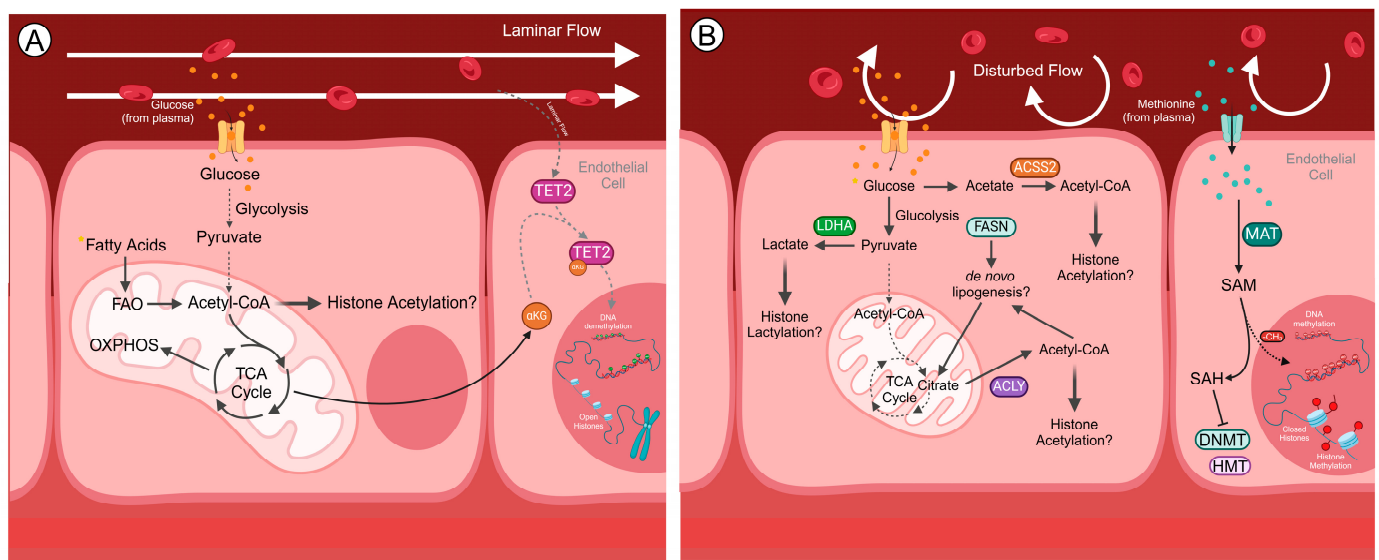 A
Laminar Flow
Glucose
(from plasma)
Laminar Flow
Endothelial
Cell
Glucose
TET2
Glycolysis
Pyruvate
Fatty Acids
TET2
αKG
FAO
Acetyl-CoA
Histone Acetylation?
αKG
DNA
demethylation
OXPHOS
TCA
Cycle
Open
Histones
B
Disturbed Flow
Methionine
(from plasma)
Endothelial
Cell
ACSS2
Glucose
Acetate
Acetyl-CoA
LDHA
Glucolysis
FASN
MAT
Lactate
Pyruvate
Histone
Acetylation?
de novo
lipogenesis?
SAM
Histone
Lactylation?
Acetyl-CoA
DNA
methylation
-CH₃
Acetyl-CoA
TCA
Cycle
Citrate
ACLY
SAH
Histone
Acetylation?
Closed
Histones
DNMT
Histone
Methylation
HMT